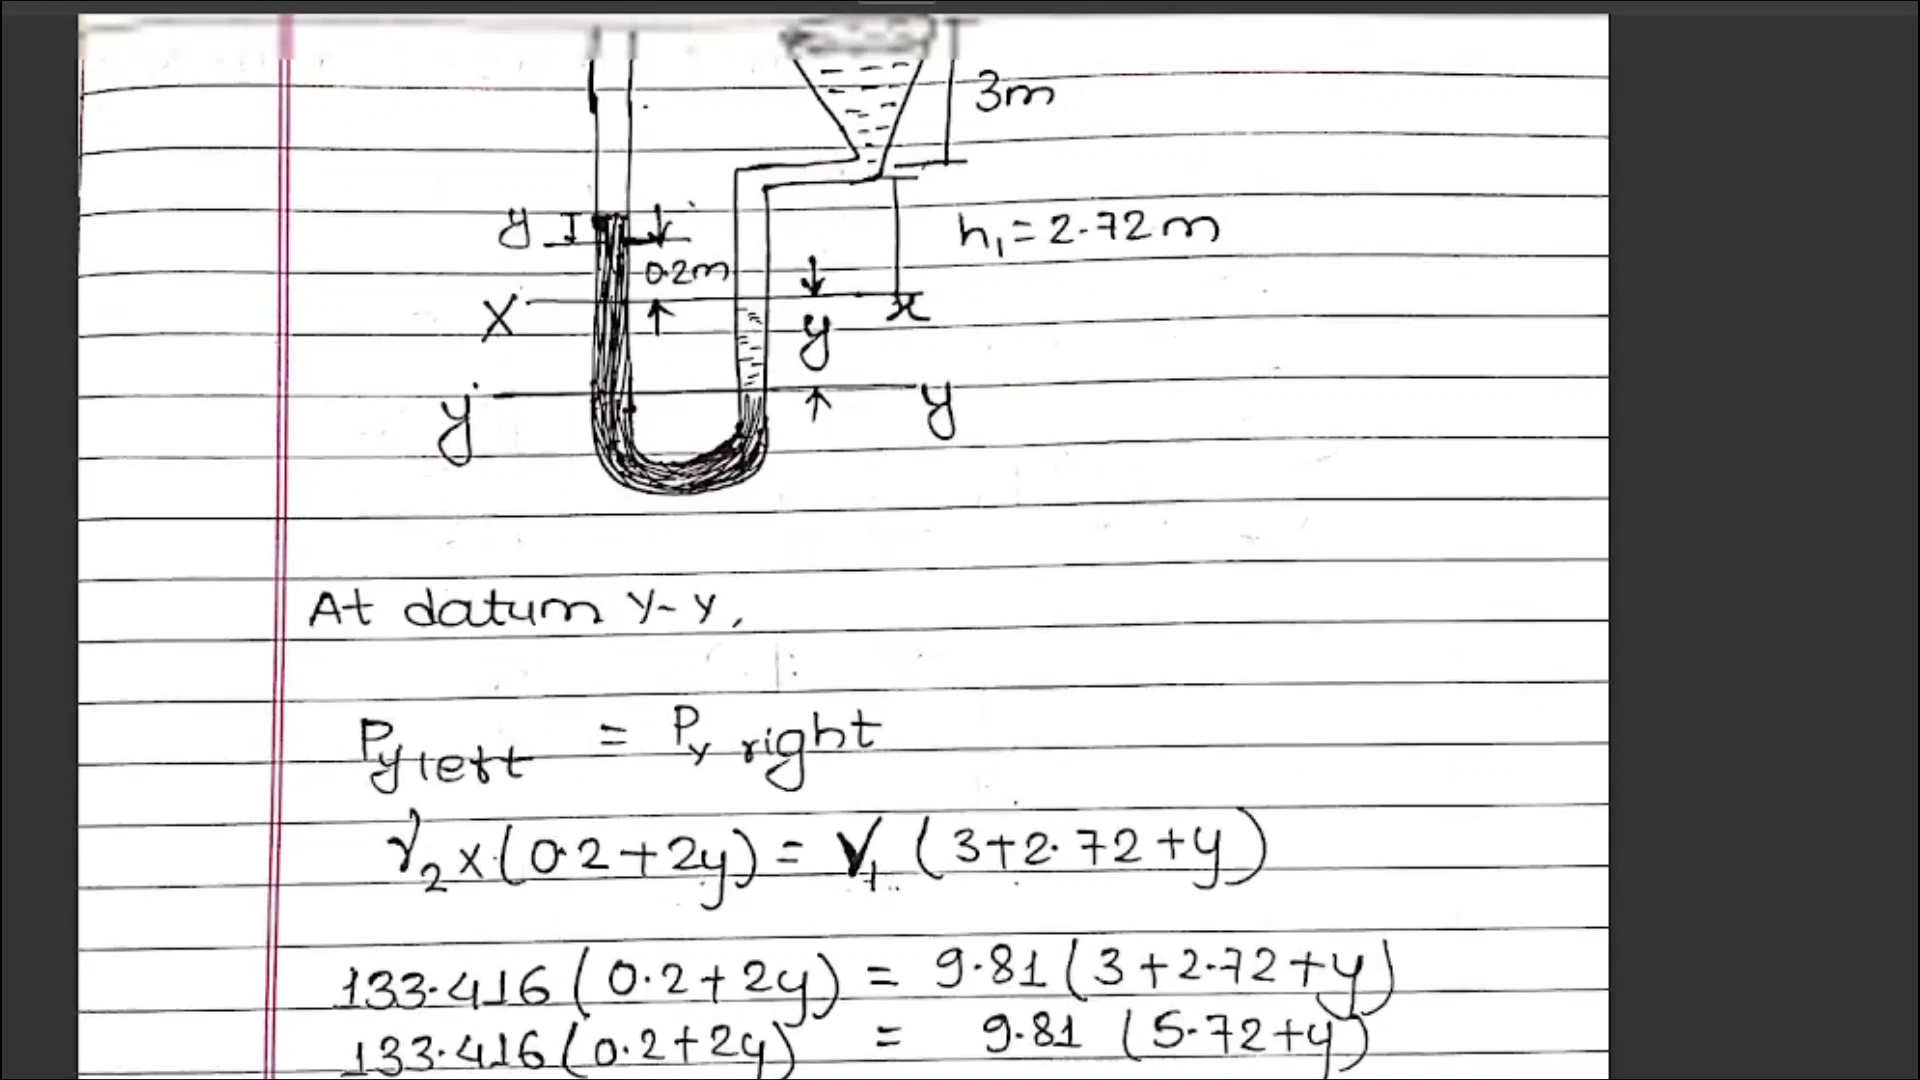 3m
y
0.2m
h₁ = 2.72m
X
x
y
y
y
At datum Y-Y,
Py left = Py right
γ₂ x (0.2+2y) = γ₁ (3+2.72+y)
133.416 (0.2+2y) = 9.81 (3+2.72+y)
133.416 (0.2+2y) = 9.81 (5.72+y)